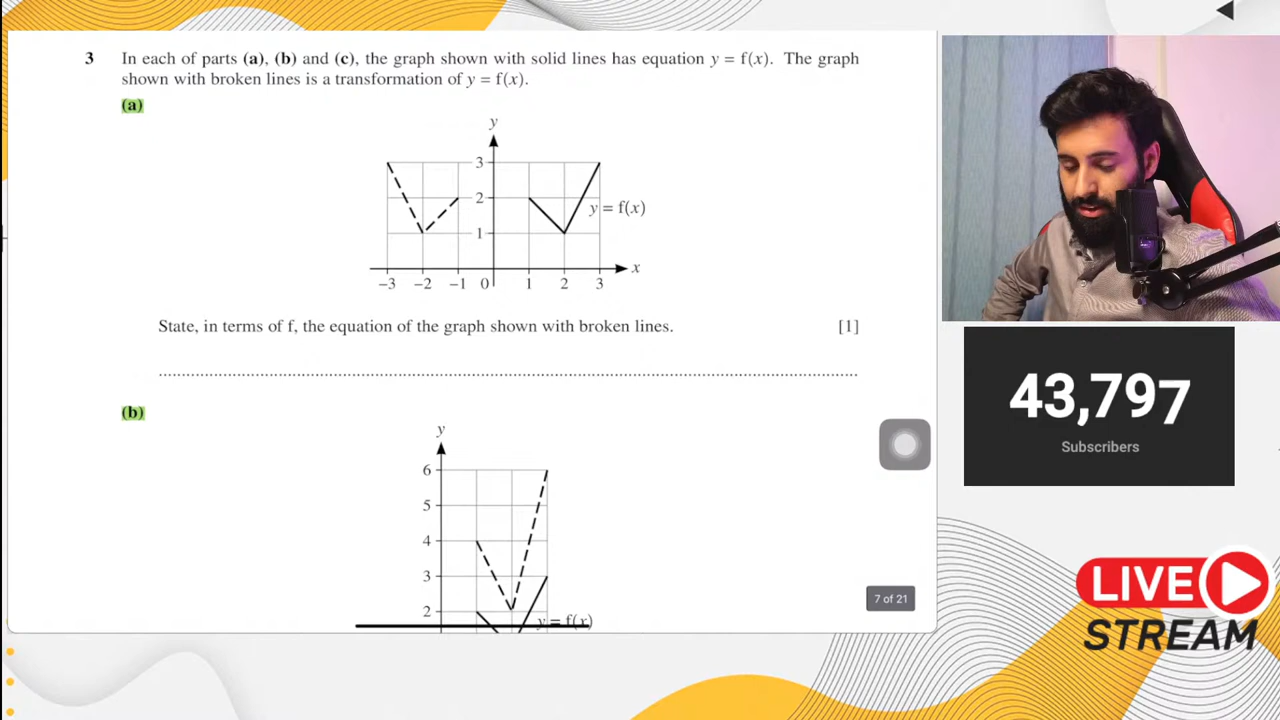 3 In each of parts (a), (b) and (c), the graph shown with solid lines has equation y = f(x). The graph
shown with broken lines is a transformation of y = f(x).
(a)
y
3
2
y = f(x)
1
x
−3 −2 −1 0 1 2 3
State, in terms of f, the equation of the graph shown with broken lines. [1]
(b)
y
6
5
4
3
2
y = f(x)
7 of 21
43,797
Subscribers
LIVE
STREAM